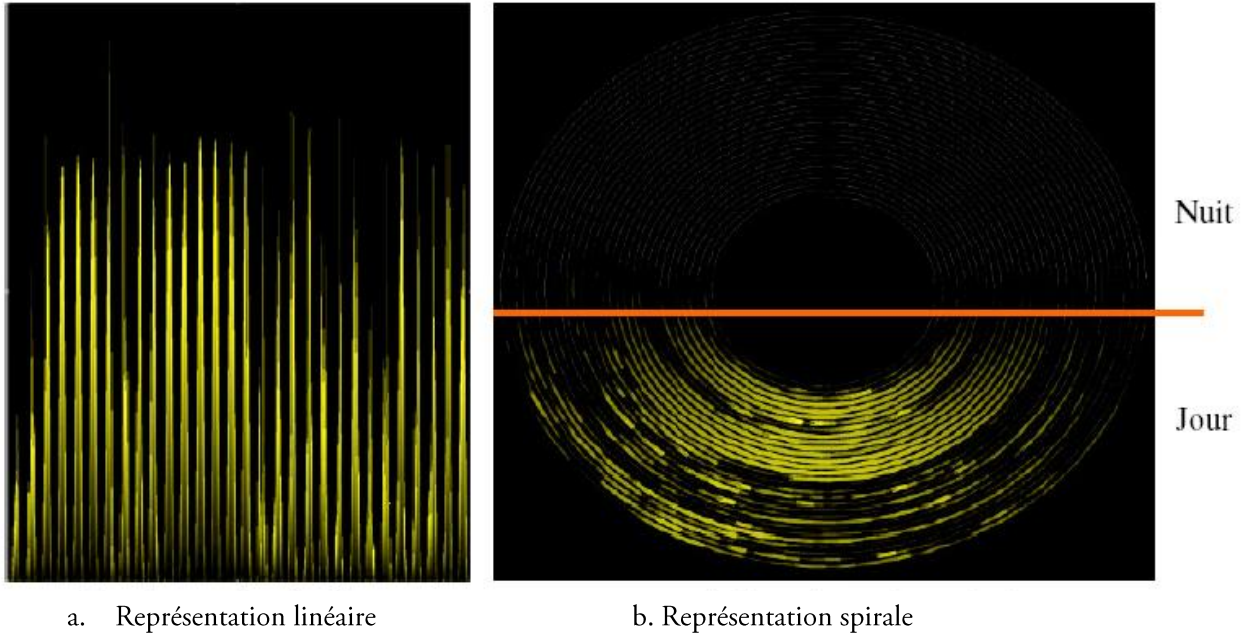 Nuit
Jour
a. Représentation linéaire
b. Représentation spirale